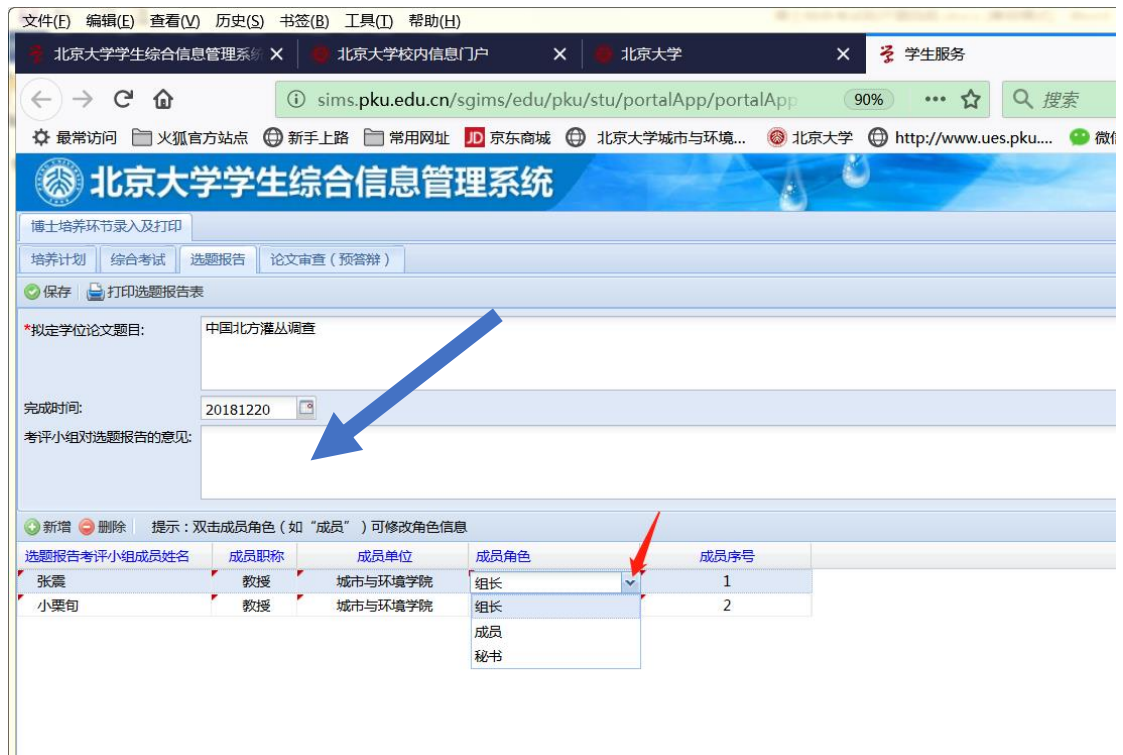 文件(F) 编辑(E) 查看(V) 历史(S) 书签(B) 工具(T) 帮助(H)
北京大学学生综合信息管理系统 北京大学校内信息门户 北京大学 学生服务
sims.pku.edu.cn/sgims/edu/pku/stu/portalApp/portalApp 90% 搜索
最常访问 火狐官方站点 新手上路 常用网址 JD 京东商城 北京大学城市与环境... 北京大学 http://www.ues.pku.... 微信
北京大学学生综合信息管理系统
博士培养环节录入及打印
培养计划 综合考试 选题报告 论文审查（预答辩）
保存 打印选题报告表
*拟定学位论文题目: 中国北方灌丛调查
完成时间: 20181220
考评小组对选题报告的意见:
新增 删除 提示：双击成员角色（如“成员”）可修改角色信息
选题报告考评小组成员姓名 成员职称 成员单位 成员角色 成员序号
张震 教授 城市与环境学院 组长 1
小栗旬 教授 城市与环境学院 组长 2
成员
秘书